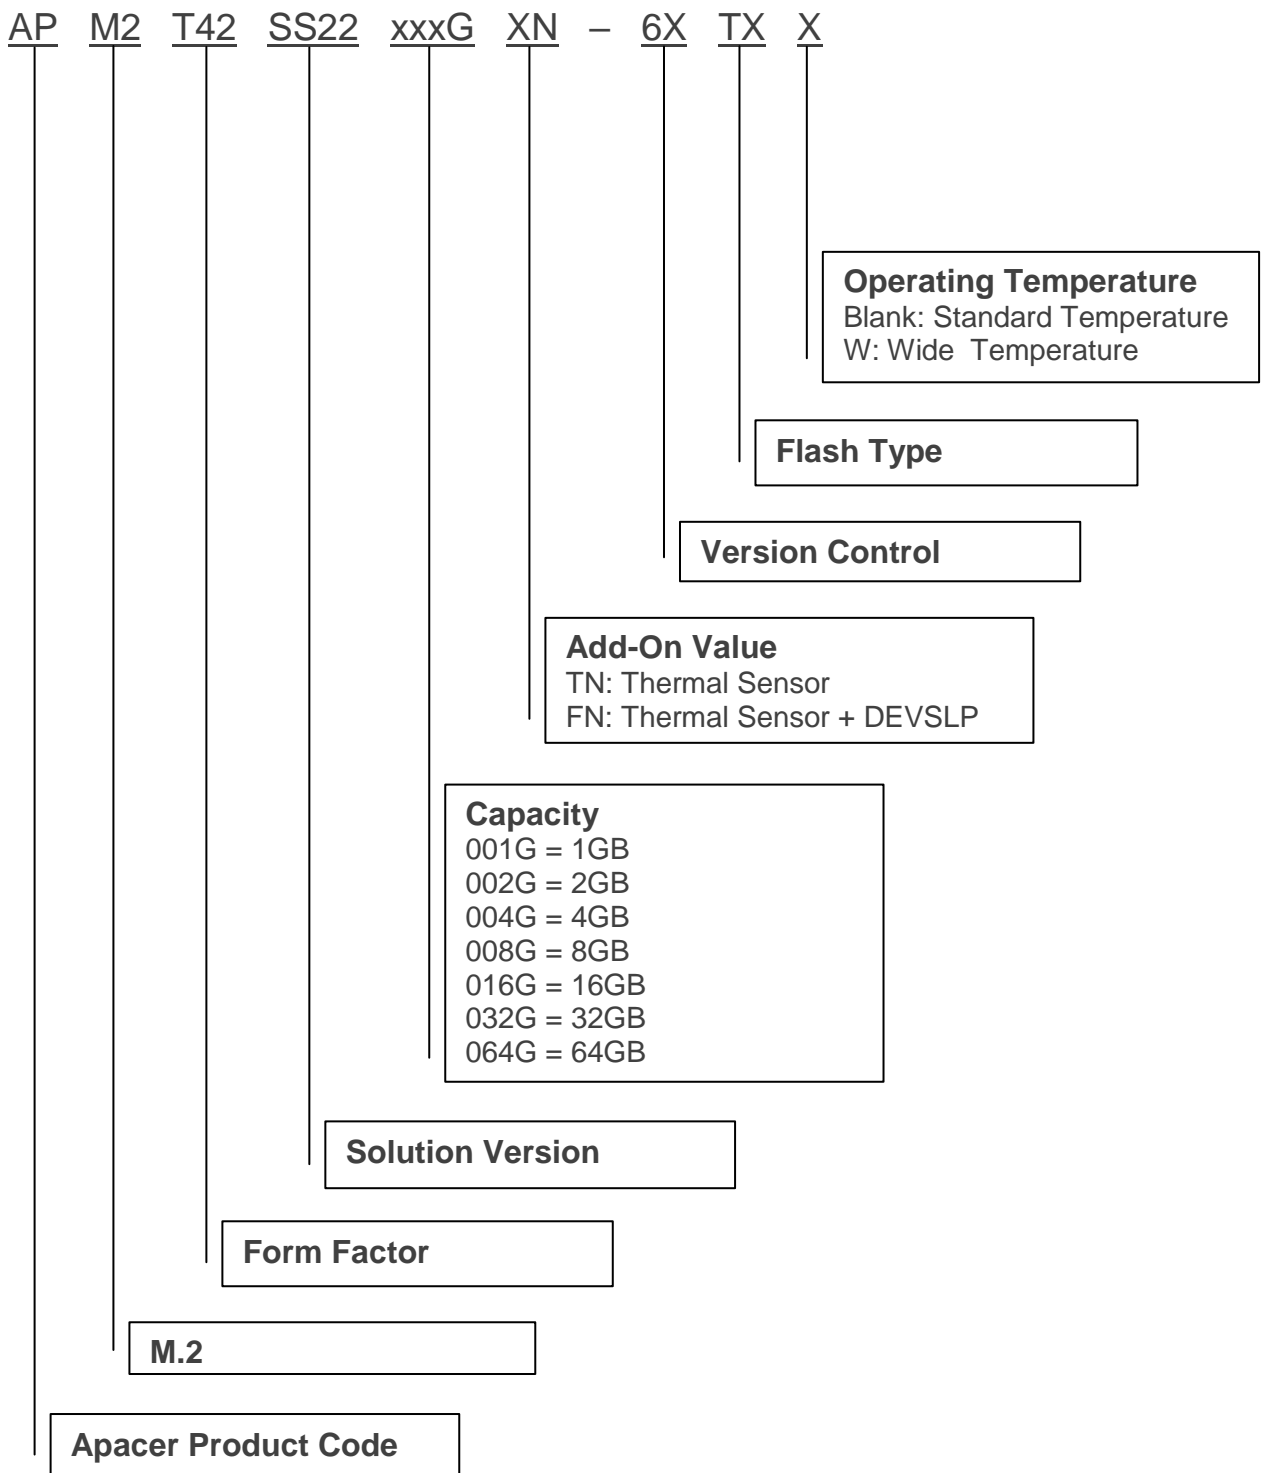 AP M2 T42 SS22 xxxG XN – 6X TX X
Operating Temperature
Blank: Standard Temperature
W: Wide Temperature
Flash Type
Version Control
Add-On Value
TN: Thermal Sensor
FN: Thermal Sensor + DEVSLP
Capacity
001G = 1GB
002G = 2GB
004G = 4GB
008G = 8GB
016G = 16GB
032G = 32GB
064G = 64GB
Solution Version
Form Factor
M.2
Apacer Product Code